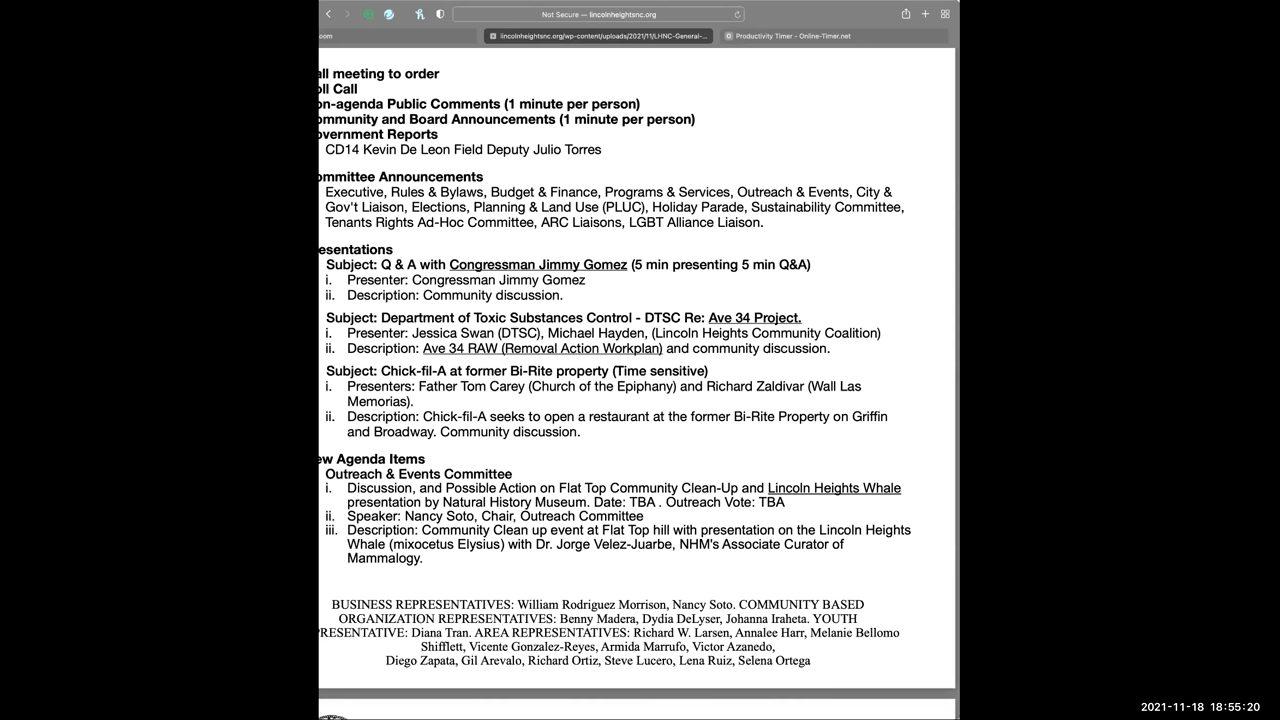 Not Secure — lincolnheightsnc.org
om
lincolnheightsnc.org/wp-content/uploads/2021/11/LHNC-General-...
Productivity Timer - Online-Timer.net
all meeting to order
oll Call
on-agenda Public Comments (1 minute per person)
ommunity and Board Announcements (1 minute per person)
overnment Reports
CD14 Kevin De Leon Field Deputy Julio Torres
ommittee Announcements
Executive, Rules & Bylaws, Budget & Finance, Programs & Services, Outreach & Events, City &
Gov't Liaison, Elections, Planning & Land Use (PLUC), Holiday Parade, Sustainability Committee,
Tenants Rights Ad-Hoc Committee, ARC Liaisons, LGBT Alliance Liaison.
esentations
Subject: Q & A with Congressman Jimmy Gomez (5 min presenting 5 min Q&A)
i. Presenter: Congressman Jimmy Gomez
ii. Description: Community discussion.
Subject: Department of Toxic Substances Control - DTSC Re: Ave 34 Project.
i. Presenter: Jessica Swan (DTSC), Michael Hayden, (Lincoln Heights Community Coalition)
ii. Description: Ave 34 RAW (Removal Action Workplan) and community discussion.
Subject: Chick-fil-A at former Bi-Rite property (Time sensitive)
i. Presenters: Father Tom Carey (Church of the Epiphany) and Richard Zaldivar (Wall Las
Memorias).
ii. Description: Chick-fil-A seeks to open a restaurant at the former Bi-Rite Property on Griffin
and Broadway. Community discussion.
ew Agenda Items
Outreach & Events Committee
i. Discussion, and Possible Action on Flat Top Community Clean-Up and Lincoln Heights Whale
presentation by Natural History Museum. Date: TBA . Outreach Vote: TBA
ii. Speaker: Nancy Soto, Chair, Outreach Committee
iii. Description: Community Clean up event at Flat Top hill with presentation on the Lincoln Heights
Whale (mixocetus Elysius) with Dr. Jorge Velez-Juarbe, NHM's Associate Curator of
Mammalogy.
BUSINESS REPRESENTATIVES: William Rodriguez Morrison, Nancy Soto. COMMUNITY BASED
ORGANIZATION REPRESENTATIVES: Benny Madera, Dydia DeLyser, Johanna Iraheta. YOUTH
PRESENTATIVE: Diana Tran. AREA REPRESENTATIVES: Richard W. Larsen, Annalee Harr, Melanie Bellomo
Shifflett, Vicente Gonzalez-Reyes, Armida Marrufo, Victor Azanedo,
Diego Zapata, Gil Arevalo, Richard Ortiz, Steve Lucero, Lena Ruiz, Selena Ortega
2021-11-18 18:55:20